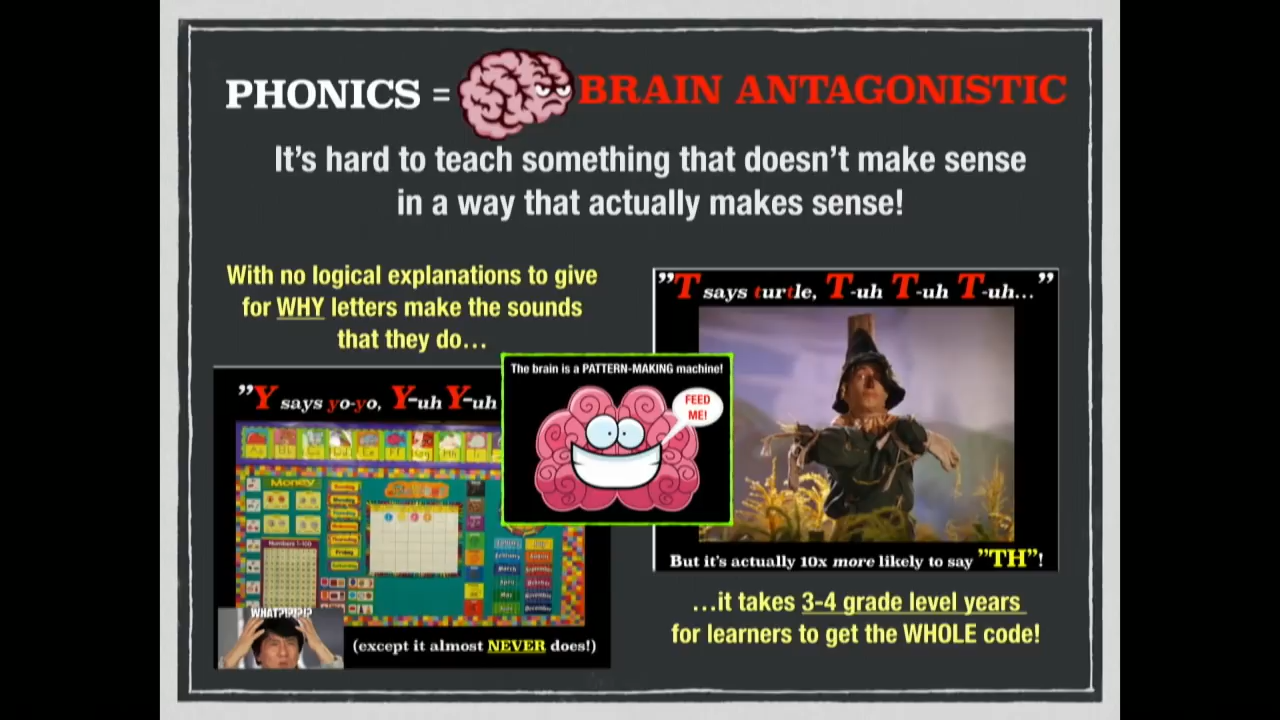 PHONICS = BRAIN ANTAGONISTIC
It's hard to teach something that doesn't make sense
in a way that actually makes sense!
With no logical explanations to give
for WHY letters make the sounds
that they do…
"Y says yo-yo, Y-uh Y-uh
Money
Numbers 1-100
Friday
WHAT?!?!?!?
(except it almost NEVER does!)
The brain is a PATTERN-MAKING machine!
FEED
ME!
"T says turtle, T-uh T-uh T-uh..."
But it's actually 10x more likely to say "TH"!
…it takes 3-4 grade level years
for learners to get the WHOLE code!